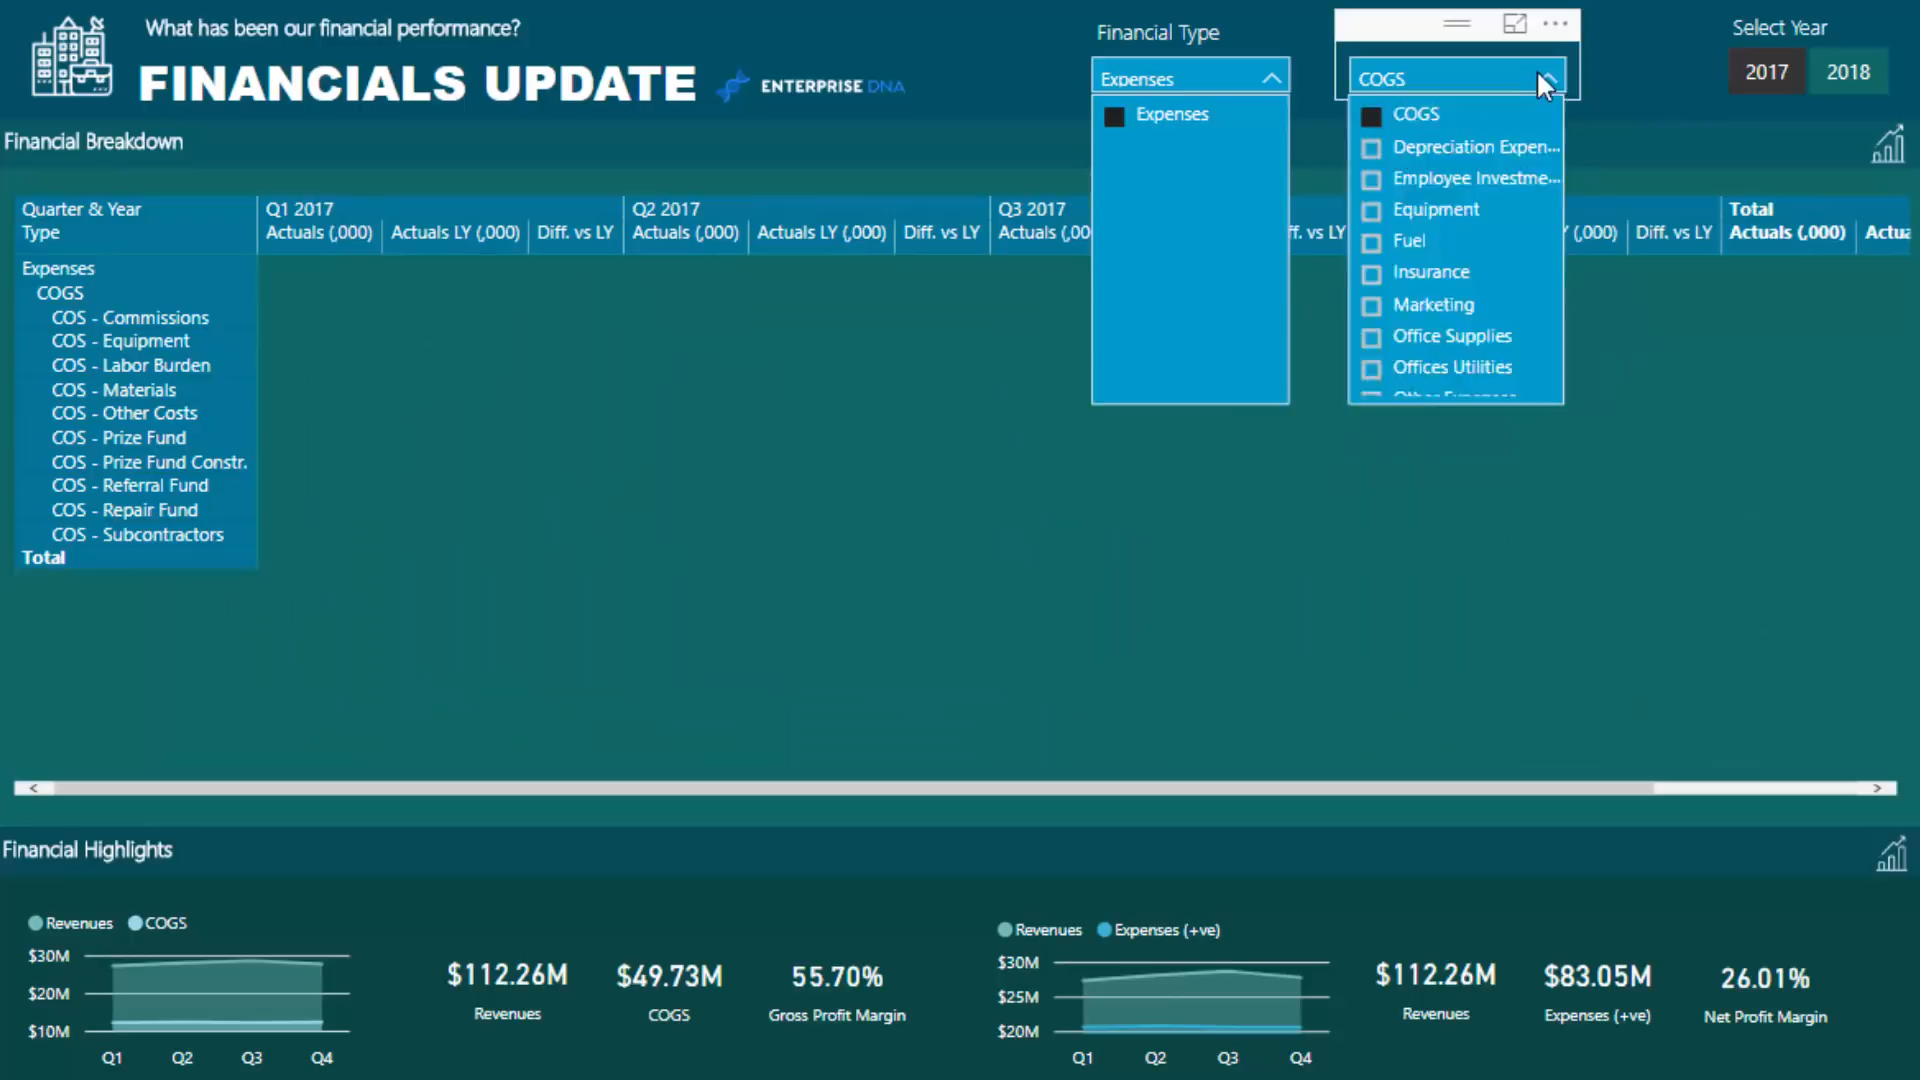 What has been our financial performance?
FINANCIALS UPDATE
ENTERPRISE DNA
Financial Type
Expenses
Expenses
COGS
COGS
Depreciation Expen...
Employee Investme...
Equipment
Fuel
Insurance
Marketing
Office Supplies
Offices Utilities
Select Year
2017 2018
Financial Breakdown
Quarter & Year Q1 2017 Q2 2017 Q3 2017 Total
Type Actuals (,000) Actuals LY (,000) Diff. vs LY Actuals (,000) Actuals LY (,000) Diff. vs LY Actuals (,00 ff. vs LY (,000) Diff. vs LY Actuals (,000) Actua
Expenses
COGS
COS - Commissions
COS - Equipment
COS - Labor Burden
COS - Materials
COS - Other Costs
COS - Prize Fund
COS - Prize Fund Constr.
COS - Referral Fund
COS - Repair Fund
COS - Subcontractors
Total
Financial Highlights
Revenues COGS
$30M
$20M
$10M
Q1 Q2 Q3 Q4
$112.26M
Revenues
$49.73M
COGS
55.70%
Gross Profit Margin
Revenues Expenses (+ve)
$30M
$25M
$20M
Q1 Q2 Q3 Q4
$112.26M
Revenues
$83.05M
Expenses (+ve)
26.01%
Net Profit Margin